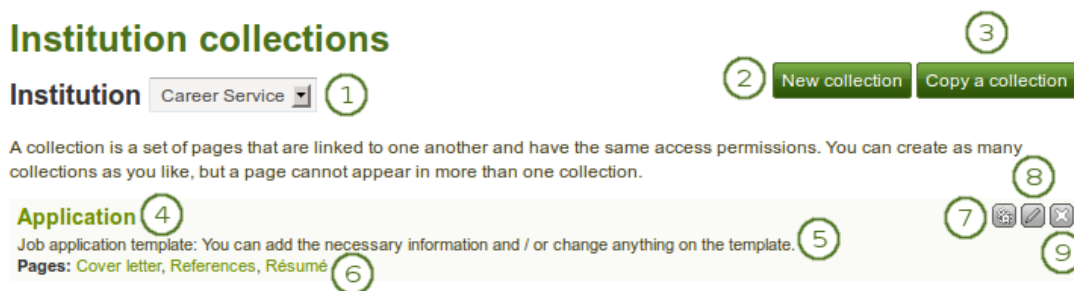 Institution collections
3
Institution Career Service 1
2 New collection Copy a collection
A collection is a set of pages that are linked to one another and have the same access permissions. You can create as many
collections as you like, but a page cannot appear in more than one collection.
8
Application 4
7
Job application template: You can add the necessary information and / or change anything on the template. 5
Pages: Cover letter, References, Résumé 6
9